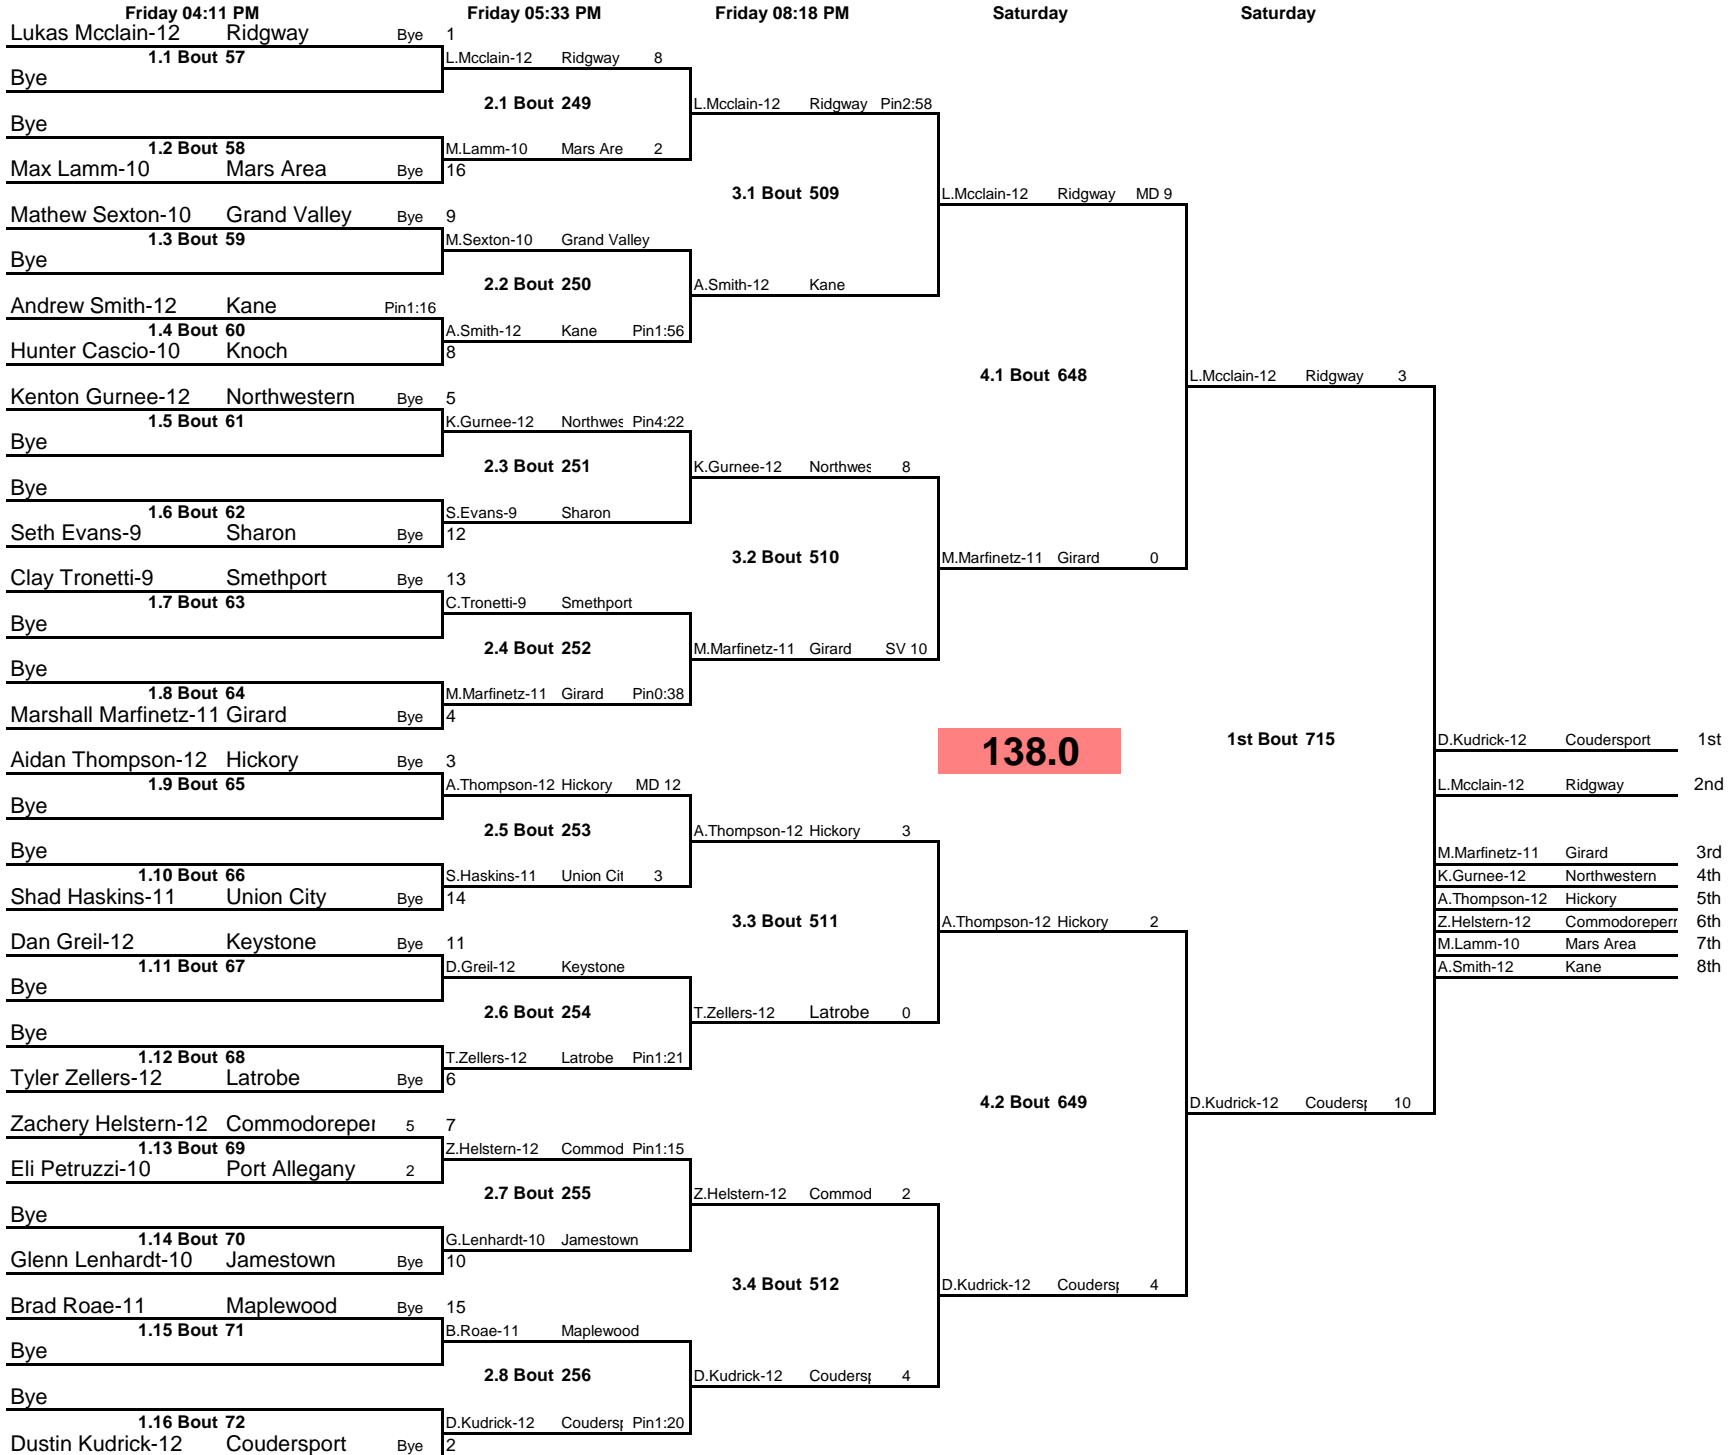 Friday 04:11 PM Friday 05:33 PM Friday 08:18 PM Saturday Saturday
Lukas Mcclain-12 Ridgway Bye 1
1.1 Bout 57 L.Mcclain-12 Ridgway 8
Bye
2.1 Bout 249 L.Mcclain-12 Ridgway Pin2:58
Bye
1.2 Bout 58 M.Lamm-10 Mars Are 2
Max Lamm-10 Mars Area Bye 16
3.1 Bout 509 L.Mcclain-12 Ridgway MD 9
Mathew Sexton-10 Grand Valley Bye 9
1.3 Bout 59 M.Sexton-10 Grand Valley
Bye
2.2 Bout 250 A.Smith-12 Kane
Andrew Smith-12 Kane Pin1:16
1.4 Bout 60 A.Smith-12 Kane Pin1:56
Hunter Cascio-10 Knoch 8
4.1 Bout 648 L.Mcclain-12 Ridgway 3
Kenton Gurnee-12 Northwestern Bye 5
1.5 Bout 61 K.Gurnee-12 Northwes Pin4:22
Bye
2.3 Bout 251 K.Gurnee-12 Northwes 8
Bye
1.6 Bout 62 S.Evans-9 Sharon
Seth Evans-9 Sharon Bye 12
3.2 Bout 510 M.Marfinetz-11 Girard 0
Clay Tronetti-9 Smethport Bye 13
1.7 Bout 63 C.Tronetti-9 Smethport
Bye
2.4 Bout 252 M.Marfinetz-11 Girard SV 10
Bye
1.8 Bout 64 M.Marfinetz-11 Girard Pin0:38
Marshall Marfinetz-11 Girard Bye 4
138.0 1st Bout 715 D.Kudrick-12 Coudersport 1st
Aidan Thompson-12 Hickory Bye 3
1.9 Bout 65 A.Thompson-12 Hickory MD 12 L.Mcclain-12 Ridgway 2nd
Bye
2.5 Bout 253 A.Thompson-12 Hickory 3
Bye M.Marfinetz-11 Girard 3rd
1.10 Bout 66 S.Haskins-11 Union Cit 3 K.Gurnee-12 Northwestern 4th
Shad Haskins-11 Union City Bye 14 A.Thompson-12 Hickory 5th
3.3 Bout 511 A.Thompson-12 Hickory 2 Z.Helstern-12 Commodoreperr 6th
Dan Greil-12 Keystone Bye 11 M.Lamm-10 Mars Area 7th
1.11 Bout 67 D.Greil-12 Keystone A.Smith-12 Kane 8th
Bye
2.6 Bout 254 T.Zellers-12 Latrobe 0
Bye
1.12 Bout 68 T.Zellers-12 Latrobe Pin1:21
Tyler Zellers-12 Latrobe Bye 6
4.2 Bout 649 D.Kudrick-12 Coudersp 10
Zachery Helstern-12 Commodoreper 5 7
1.13 Bout 69 Z.Helstern-12 Commod Pin1:15
Eli Petruzzi-10 Port Allegany 2
2.7 Bout 255 Z.Helstern-12 Commod 2
Bye
1.14 Bout 70 G.Lenhardt-10 Jamestown
Glenn Lenhardt-10 Jamestown Bye 10
3.4 Bout 512 D.Kudrick-12 Coudersp 4
Brad Roae-11 Maplewood Bye 15
1.15 Bout 71 B.Roae-11 Maplewood
Bye
2.8 Bout 256 D.Kudrick-12 Coudersp 4
Bye
1.16 Bout 72 D.Kudrick-12 Coudersp Pin1:20
Dustin Kudrick-12 Coudersport Bye 2